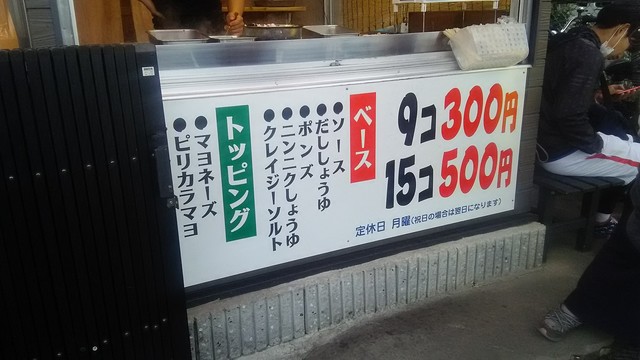 9コ300円
15コ500円
定休日 月曜(祝日の場合は翌日になります)
ベース
●ソース
●だししょうゆ
●ポンズ
●ニンニクしょうゆ
●クレイジーソルト
トッピング
●マヨネーズ
●ピリカラマヨ